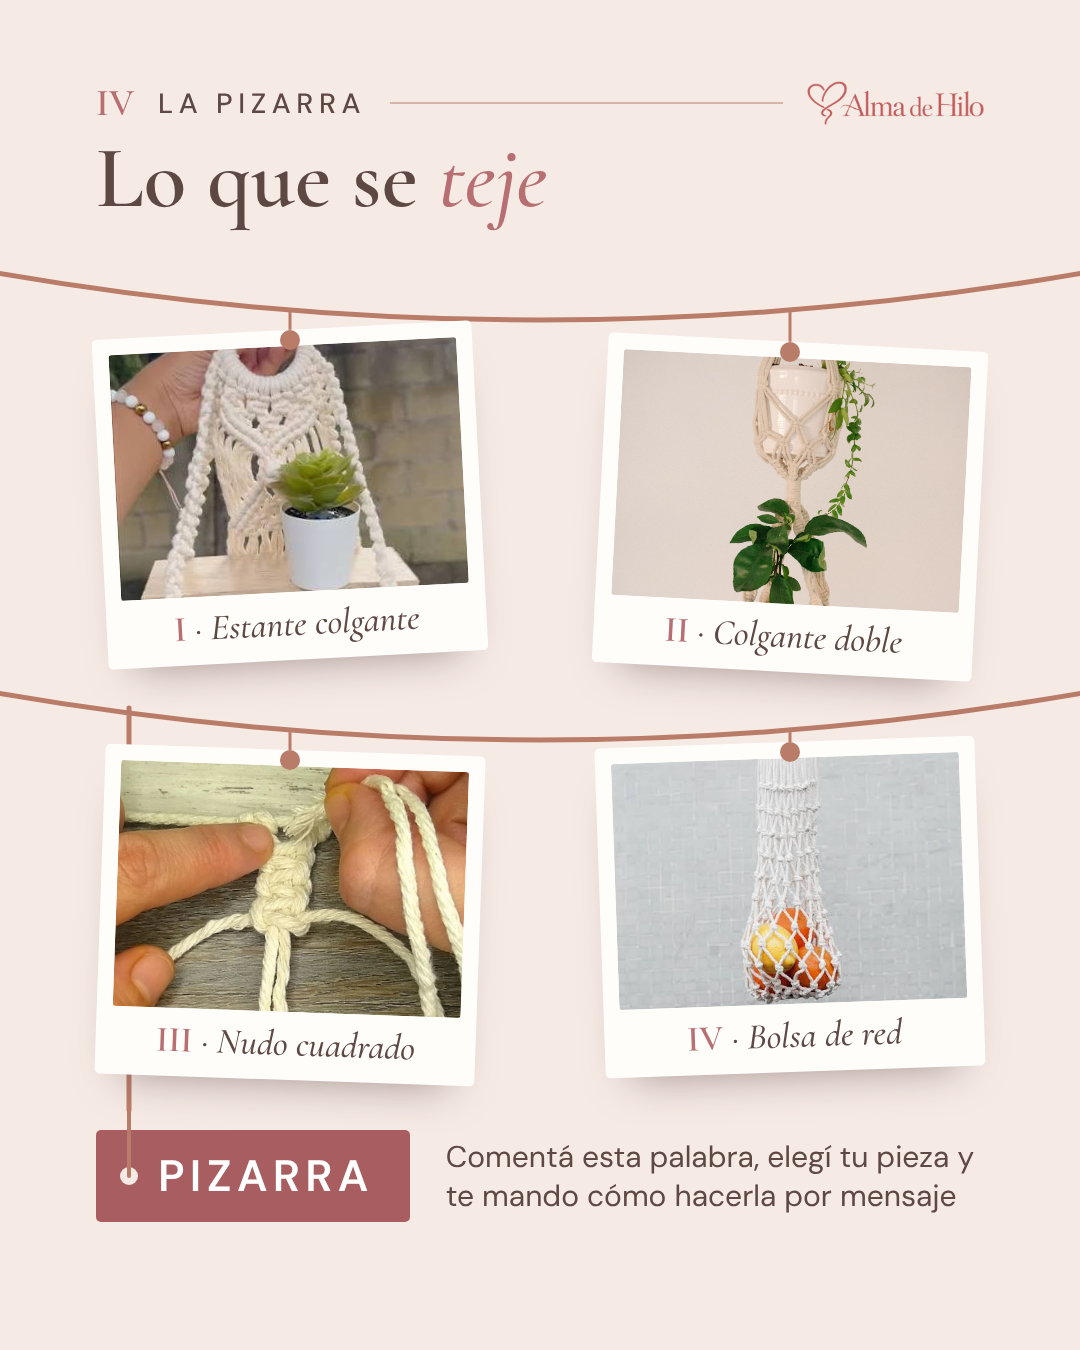 IV LA PIZARRA
Alma de Hilo
Lo que se teje
I · Estante colgante
II · Colgante doble
III · Nudo cuadrado
IV · Bolsa de red
PIZARRA
Comentá esta palabra, elegí tu pieza y
te mando cómo hacerla por mensaje